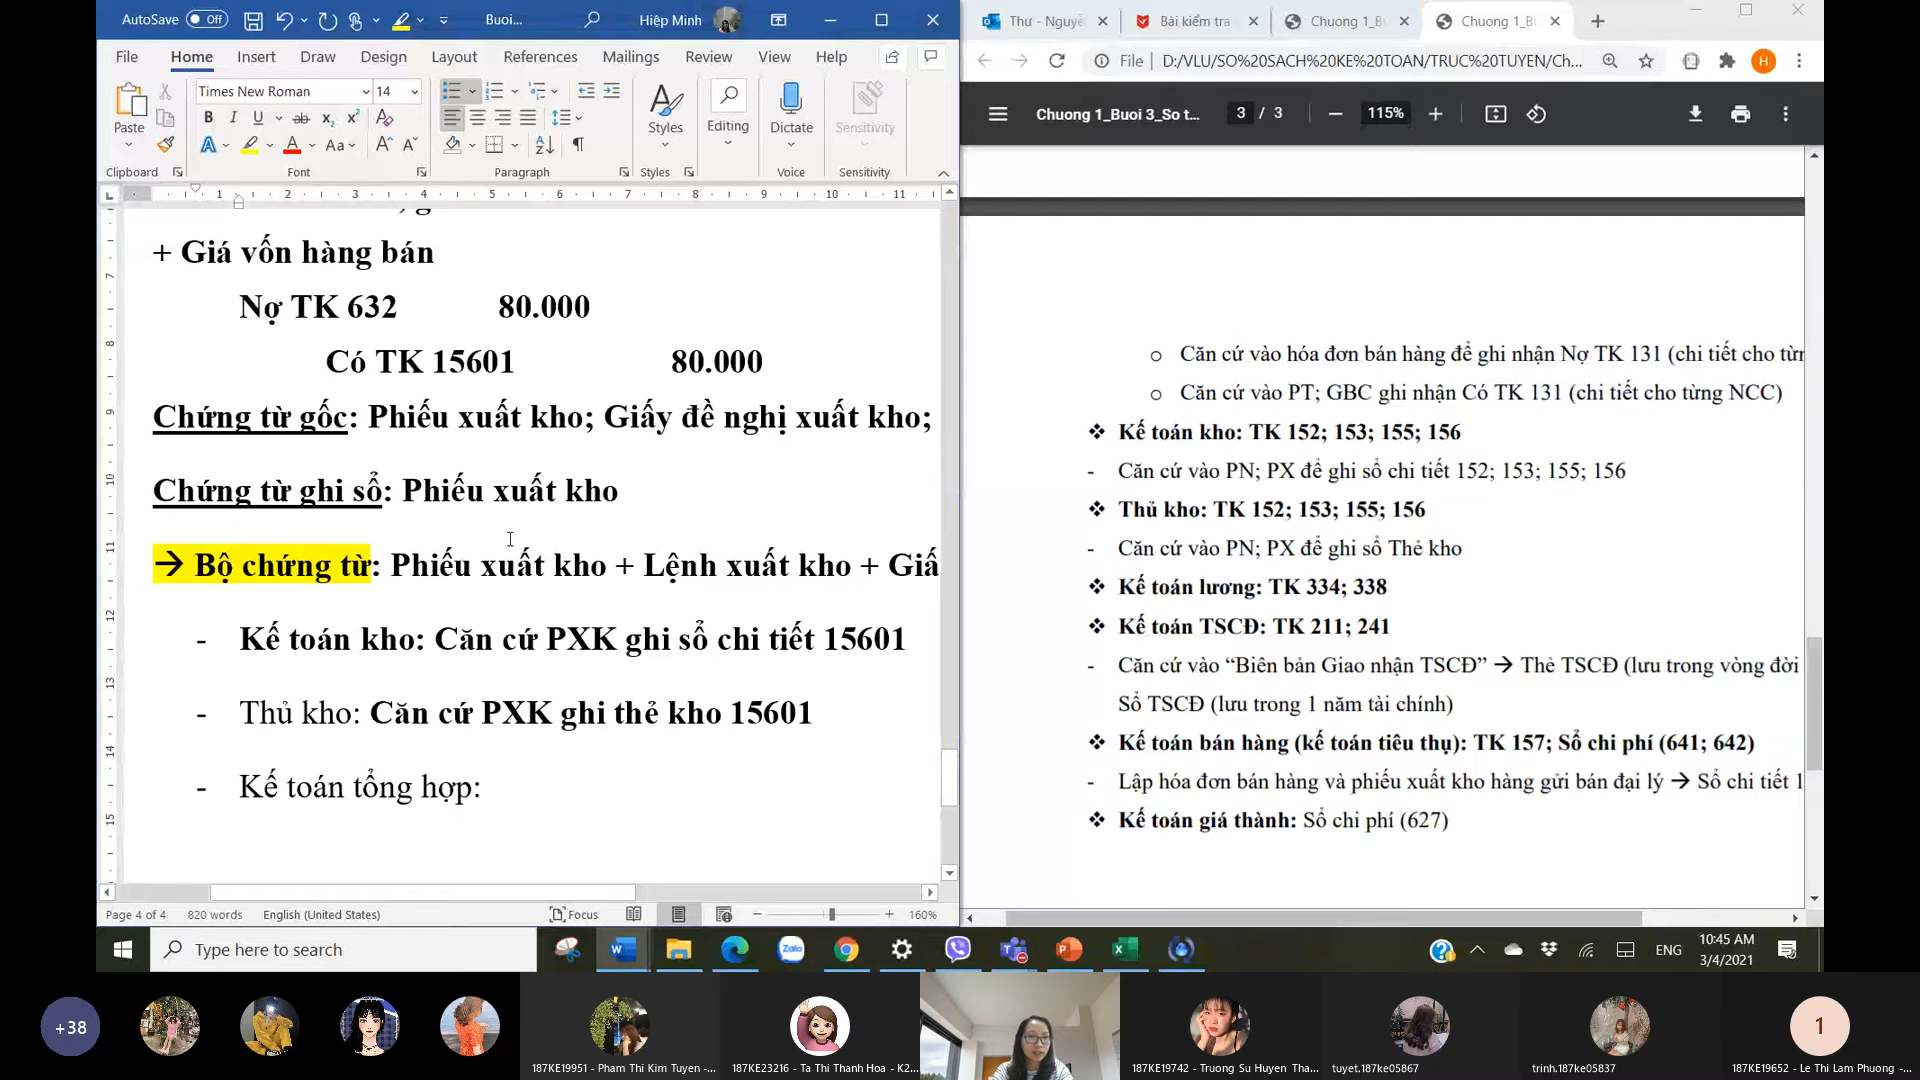 AutoSave Off Buoi... Hiệp Minh
File Home Insert Draw Design Layout References Mailings Review View Help
Times New Roman 14
Paste Styles Editing Dictate Sensitivity
Clipboard Font Paragraph Styles Voice Sensitivity
+ Giá vốn hàng bán
Nợ TK 632 80.000
Có TK 15601 80.000
Chứng từ gốc: Phiếu xuất kho; Giấy đề nghị xuất kho;
Chứng từ ghi sổ: Phiếu xuất kho
→ Bộ chứng từ: Phiếu xuất kho + Lệnh xuất kho + Giấ
- Kế toán kho: Căn cứ PXK ghi sổ chi tiết 15601
- Thủ kho: Căn cứ PXK ghi thẻ kho 15601
- Kế toán tổng hợp:
Page 4 of 4 820 words English (United States) Focus 160%
Thư - Nguyễ Bài kiểm tra Chuong 1_Bu Chuong 1_B
File D:/VLU/SO%20SACH%20KE%20TOAN/TRUC%20TUYEN/Ch... H
Chuong 1_Buoi 3_So t... 3 / 3 115%
o Căn cứ vào hóa đơn bán hàng để ghi nhận Nợ TK 131 (chi tiết cho từn
o Căn cứ vào PT; GBC ghi nhận Có TK 131 (chi tiết cho từng NCC)
❖ Kế toán kho: TK 152; 153; 155; 156
- Căn cứ vào PN; PX để ghi sổ chi tiết 152; 153; 155; 156
❖ Thủ kho: TK 152; 153; 155; 156
- Căn cứ vào PN; PX để ghi sổ Thẻ kho
❖ Kế toán lương: TK 334; 338
❖ Kế toán TSCĐ: TK 211; 241
- Căn cứ vào “Biên bản Giao nhận TSCĐ” → Thẻ TSCĐ (lưu trong vòng đời
Sổ TSCĐ (lưu trong 1 năm tài chính)
❖ Kế toán bán hàng (kế toán tiêu thụ): TK 157; Sổ chi phí (641; 642)
- Lập hóa đơn bán hàng và phiếu xuất kho hàng gửi bán đại lý → Sổ chi tiết 1
❖ Kế toán giá thành: Sổ chi phí (627)
Type here to search Zalo ENG 10:45 AM
3/4/2021
+38 1
187KE19951 - Pham Thi Kim Tuyen -... 187KE23216 - Ta Thi Thanh Hoa - K2... 187KE19742 - Truong Su Huyen Tha... tuyet.187ke05867 trinh.187ke05837 187KE19652 - Le Thi Lam Phuong -...